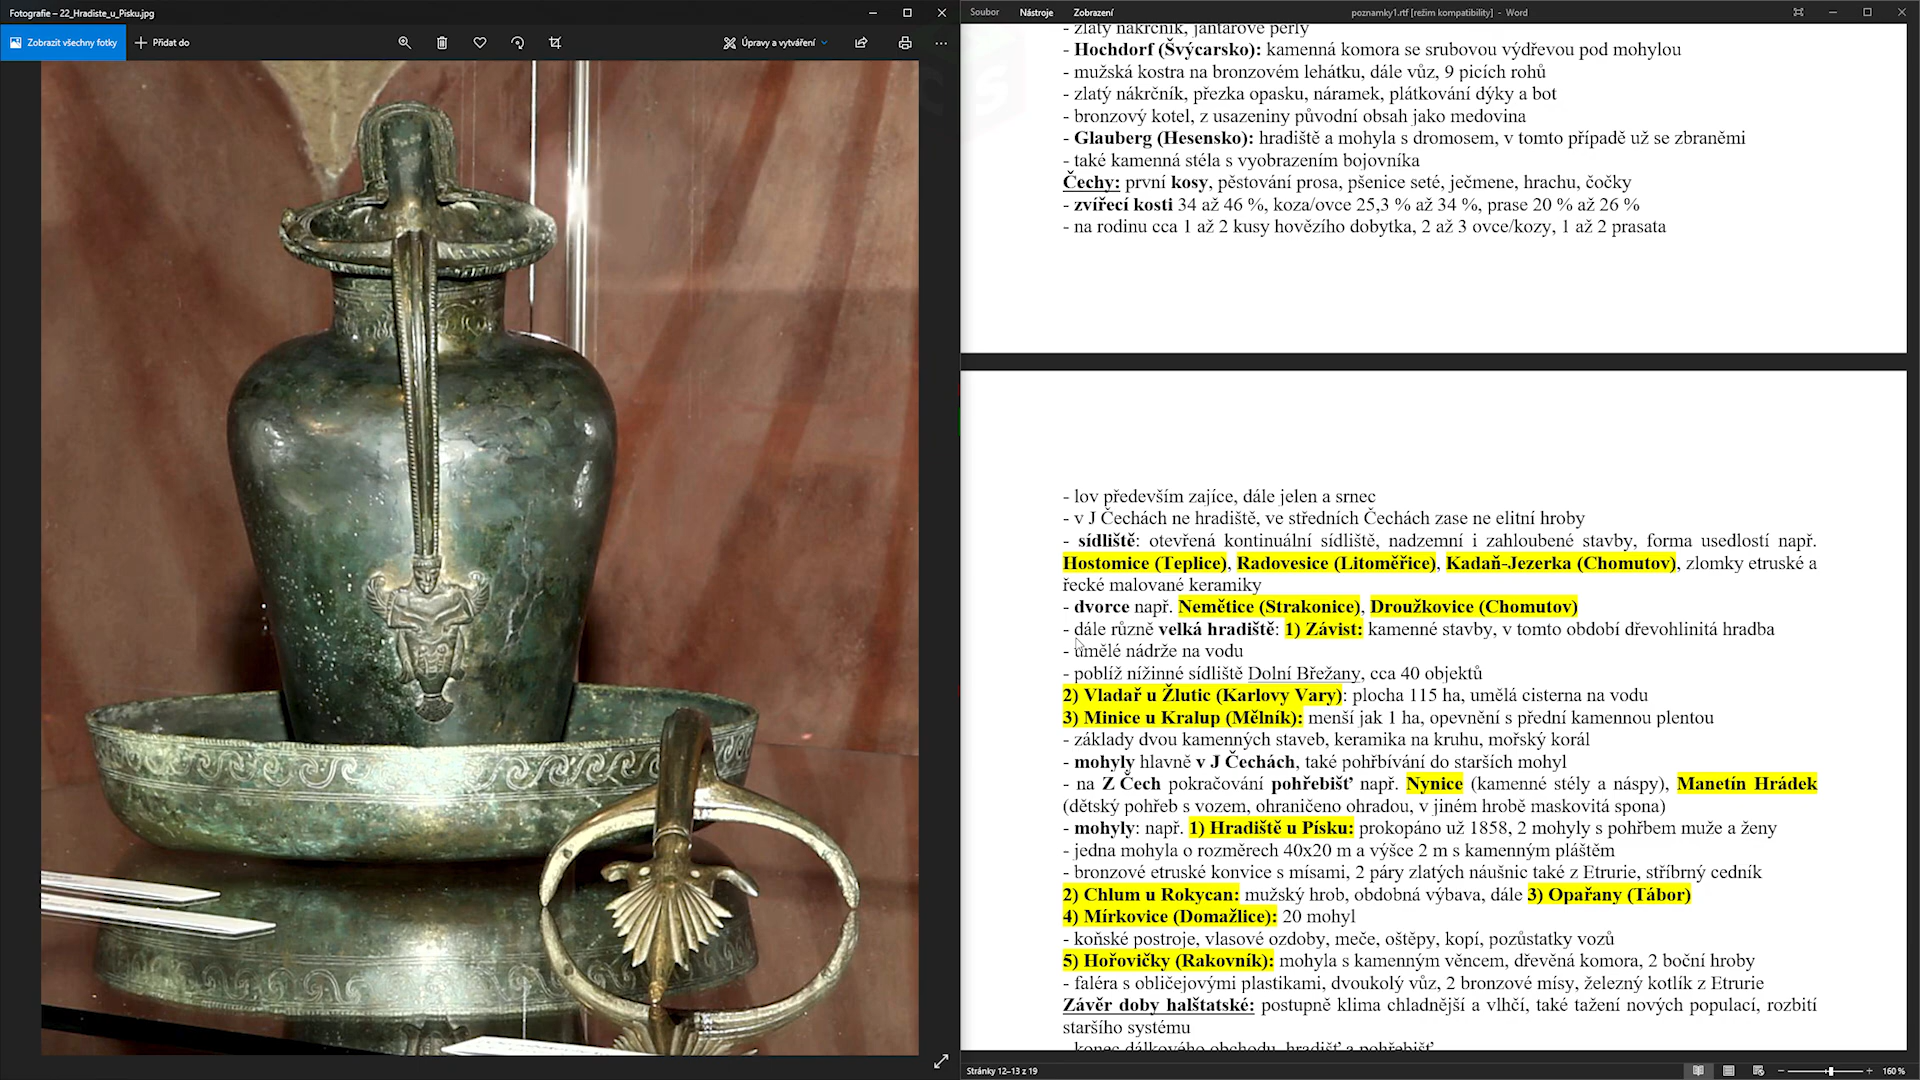 Fotografie – 22_Hradiste_u_Pisku.jpg
Zobrazit všechny fotky
Přidat do
Úpravy a vytváření
Soubor
Nástroje
Zobrazení
poznamky1.rtf [režim kompatibility] - Word
- zlatý nákrčník, jantarové perly
- Hochdorf (Švýcarsko): kamenná komora se srubovou výdřevou pod mohylou
- mužská kostra na bronzovém lehátku, dále vůz, 9 picích rohů
- zlatý nákrčník, přezka opasku, náramek, plátkování dýky a bot
- bronzový kotel, z usazeniny původní obsah jako medovina
- Glauberg (Hesensko): hradiště a mohyla s dromosem, v tomto případě už se zbraněmi
- také kamenná stéla s vyobrazením bojovníka
Čechy: první kosy, pěstování prosa, pšenice seté, ječmene, hrachu, čočky
- zvířecí kosti 34 až 46 %, koza/ovce 25,3 % až 34 %, prase 20 % až 26 %
- na rodinu cca 1 až 2 kusy hovězího dobytka, 2 až 3 ovce/kozy, 1 až 2 prasata
- lov především zajíce, dále jelen a srnec
- v J Čechách ne hradiště, ve středních Čechách zase ne elitní hroby
- sídliště: otevřená kontinuální sídliště, nadzemní i zahloubené stavby, forma usedlostí např.
Hostomice (Teplice), Radovesice (Litoměřice), Kadaň-Jezerka (Chomutov), zlomky etruské a
řecké malované keramiky
- dvorce např. Nemětice (Strakonice), Droužkovice (Chomutov)
- dále různě velká hradiště: 1) Závist: kamenné stavby, v tomto období dřevohlinitá hradba
- umělé nádrže na vodu
- poblíž nížinné sídliště Dolní Břežany, cca 40 objektů
2) Vladař u Žlutic (Karlovy Vary): plocha 115 ha, umělá cisterna na vodu
3) Minice u Kralup (Mělník): menší jak 1 ha, opevnění s přední kamennou plentou
- základy dvou kamenných staveb, keramika na kruhu, mořský korál
- mohyly hlavně v J Čechách, také pohřbívání do starších mohyl
- na Z Čech pokračování pohřebišť např. Nynice (kamenné stély a náspy), Manetín Hrádek
(dětský pohřeb s vozem, ohraničeno ohradou, v jiném hrobě maskovitá spona)
- mohyly: např. 1) Hradiště u Písku: prokopáno už 1858, 2 mohyly s pohřbem muže a ženy
- jedna mohyla o rozměrech 40x20 m a výšce 2 m s kamenným pláštěm
- bronzové etruské konvice s mísami, 2 páry zlatých náušnic také z Etrurie, stříbrný cedník
2) Chlum u Rokycan: mužský hrob, obdobná výbava, dále 3) Opařany (Tábor)
4) Mírkovice (Domažlice): 20 mohyl
- koňské postroje, vlasové ozdoby, meče, oštěpy, kopí, pozůstatky vozů
5) Hořovičky (Rakovník): mohyla s kamenným věncem, dřevěná komora, 2 boční hroby
- faléra s obličejovými plastikami, dvoukolý vůz, 2 bronzové mísy, železný kotlík z Etrurie
Závěr doby halštatské: postupně klima chladnější a vlhčí, také tažení nových populací, rozbití
staršího systému
- konec dálkového obchodu, hradišť a pohřebišť
Stránky 12–13 z 19
160 %